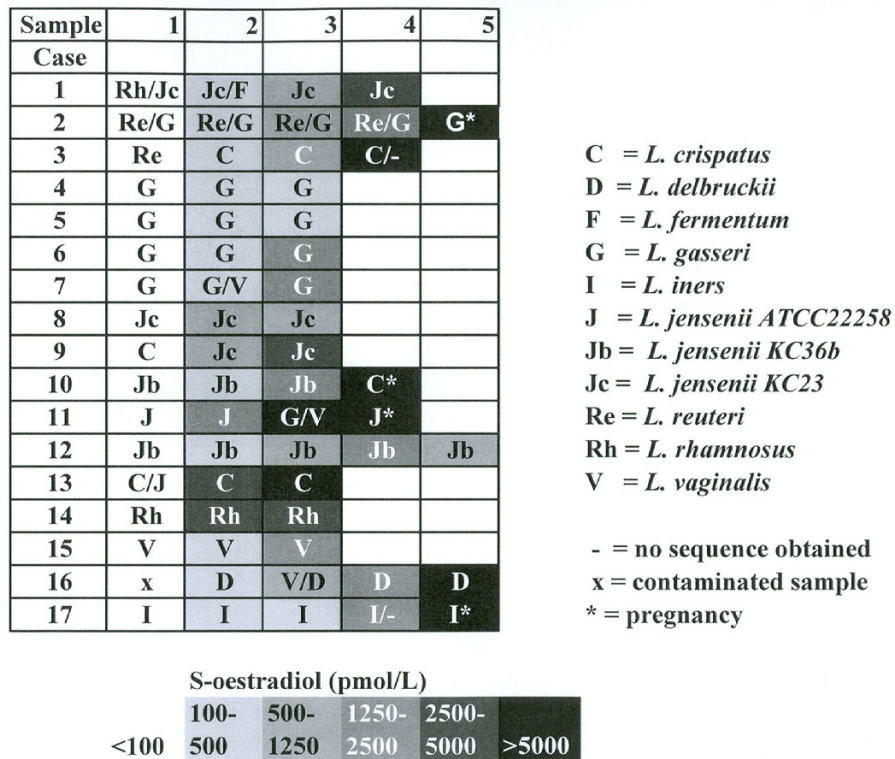 Sample 1 2 3 4 5
Case
1 Rh/Jc Jc/F Jc Jc
2 Re/G Re/G Re/G Re/G G*
3 Re C C C/-
4 G G G
5 G G G
6 G G G
7 G G/V G
8 Jc Jc Jc
9 C Jc Jc
10 Jb Jb Jb C*
11 J J G/V J*
12 Jb Jb Jb Jb Jb
13 C/J C C
14 Rh Rh Rh
15 V V V
16 x D V/D D D
17 I I I I/- I*
C = L. crispatus
D = L. delbruckii
F = L. fermentum
G = L. gasseri
I = L. iners
J = L. jensenii ATCC22258
Jb = L. jensenii KC36b
Jc = L. jensenii KC23
Re = L. reuteri
Rh = L. rhamnosus
V = L. vaginalis
- = no sequence obtained
x = contaminated sample
* = pregnancy
S-oestradiol (pmol/L)
100- 500- 1250- 2500-
<100 500 1250 2500 5000 >5000